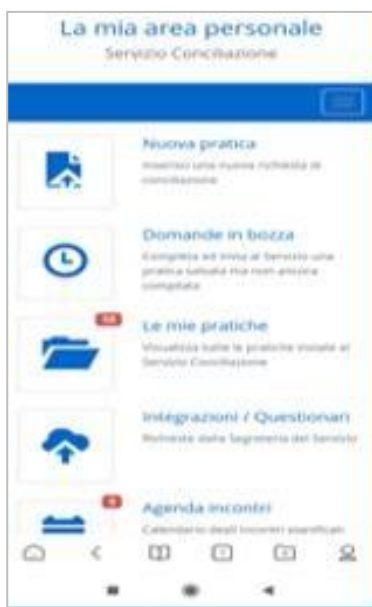 La mia area personale
Servizio Conciliazione
Nuova pratica
Inserisci una nuova richiesta di
conciliazione
Domande in bozza
Completa ed invia al Servizio una
pratica salvata ma non ancora
compilata
Le mie pratiche
Visualizza tutte le pratiche inviate al
Servizio Conciliazione
Integrazioni / Questionari
Richieste dalla Segreteria del Servizio
Agenda incontri
Calendario degli incontri pianificati